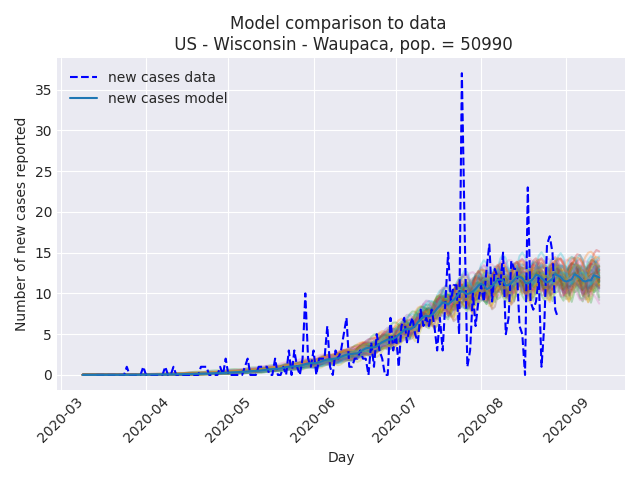 Model comparison to data
US - Wisconsin - Waupaca, pop. = 50990
new cases data
new cases model
Number of new cases reported
35
30
25
20
15
10
5
0
2020-03
2020-04
2020-05
2020-06
2020-07
2020-08
2020-09
Day